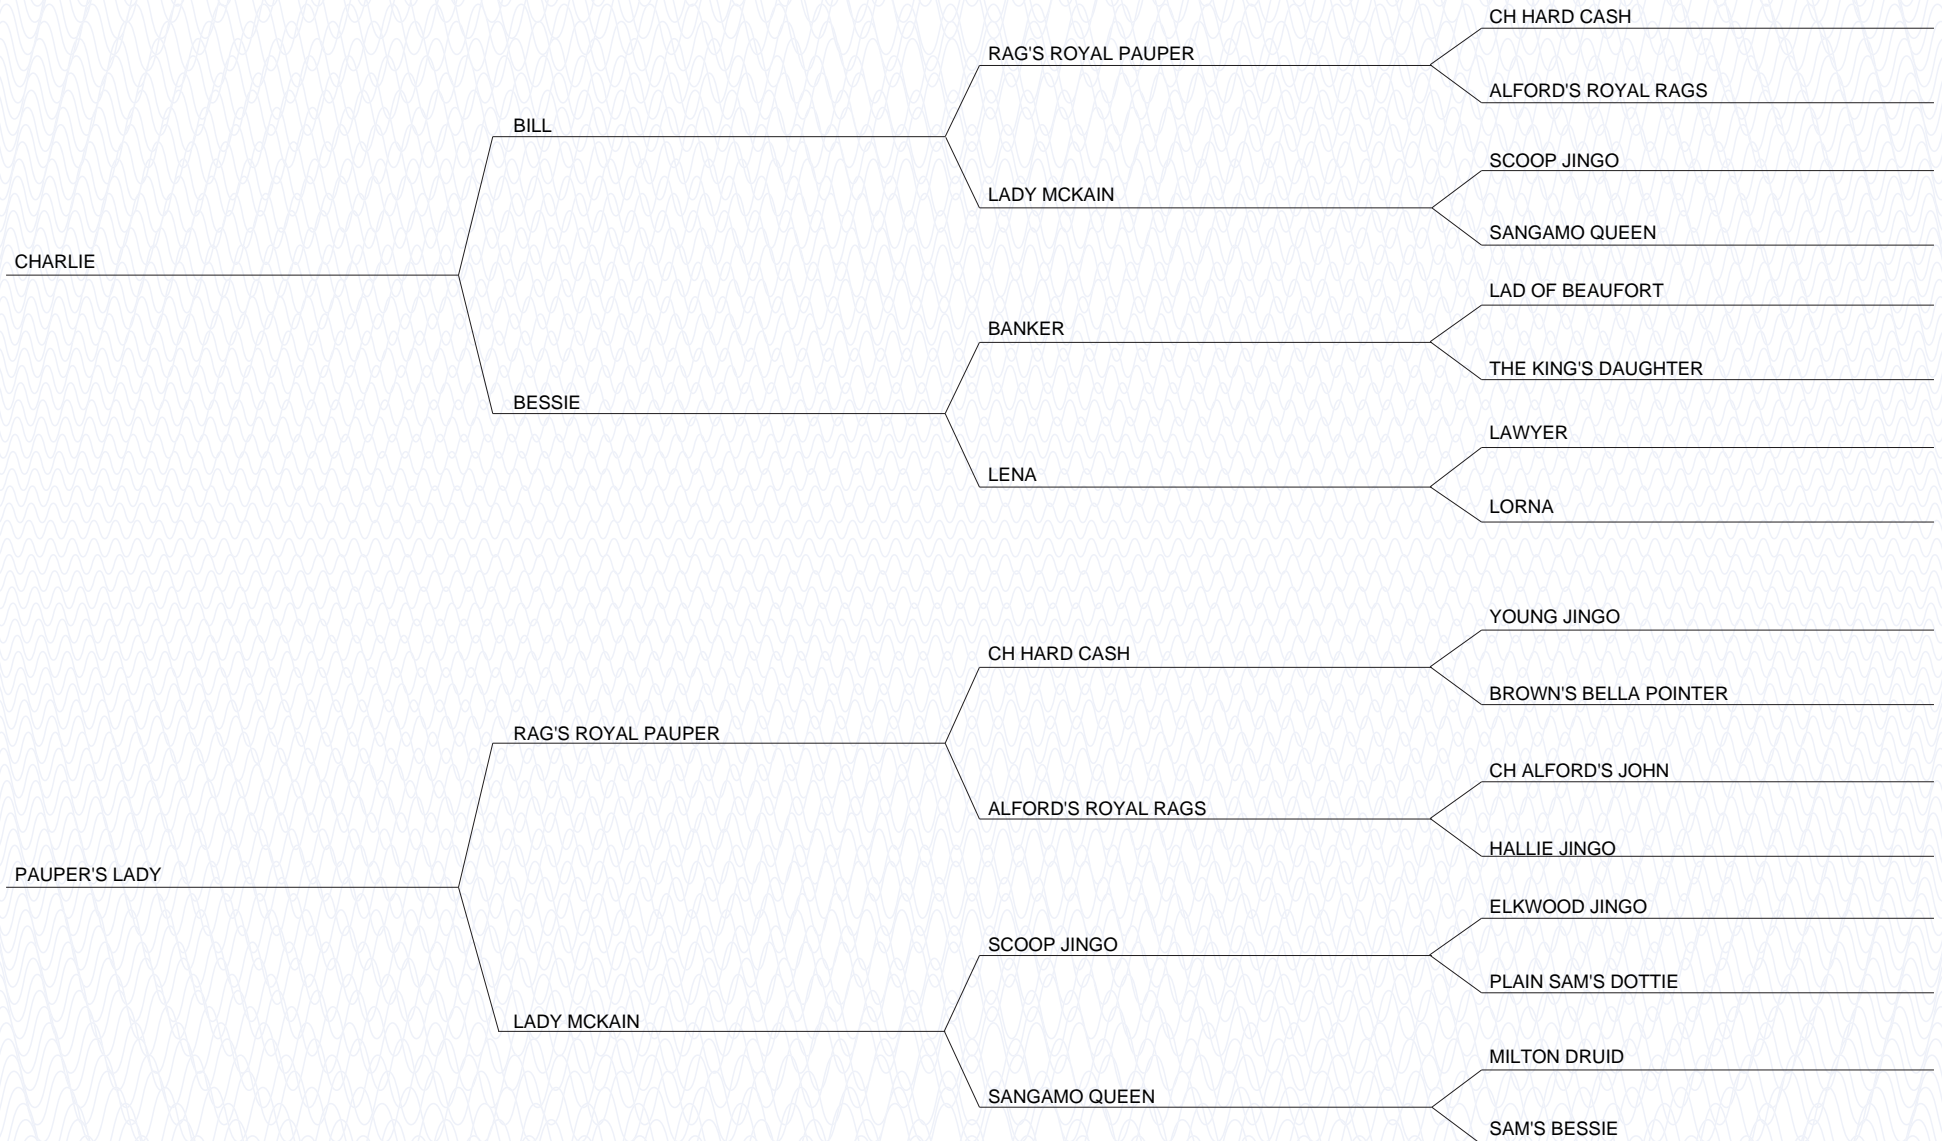 CH HARD CASH
RAG'S ROYAL PAUPER
ALFORD'S ROYAL RAGS
BILL
SCOOP JINGO
LADY MCKAIN
SANGAMO QUEEN
CHARLIE
LAD OF BEAUFORT
BANKER
THE KING'S DAUGHTER
BESSIE
LAWYER
LENA
LORNA
YOUNG JINGO
CH HARD CASH
BROWN'S BELLA POINTER
RAG'S ROYAL PAUPER
CH ALFORD'S JOHN
ALFORD'S ROYAL RAGS
HALLIE JINGO
PAUPER'S LADY
ELKWOOD JINGO
SCOOP JINGO
PLAIN SAM'S DOTTIE
LADY MCKAIN
MILTON DRUID
SANGAMO QUEEN
SAM'S BESSIE